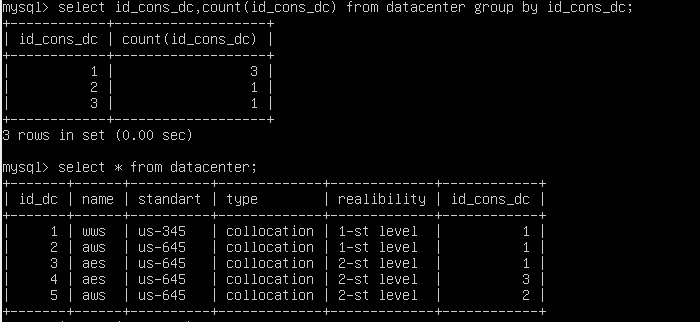 mysql> select id_cons_dc,count(id_cons_dc) from datacenter group by id_cons_dc;
+------------+-------------------+
| id_cons_dc | count(id_cons_dc) |
+------------+-------------------+
|          1 |                 3 |
|          2 |                 1 |
|          3 |                 1 |
+------------+-------------------+
3 rows in set (0.00 sec)
mysql> select * from datacenter;
+-------+------+----------+-------------+-------------+------------+
| id_dc | name | standart | type        | realibility | id_cons_dc |
+-------+------+----------+-------------+-------------+------------+
|     1 | wws  | us-345   | collocation | 1-st level  |          1 |
|     2 | aws  | us-645   | collocation | 1-st level  |          1 |
|     3 | aes  | us-645   | collocation | 2-st level  |          1 |
|     4 | aes  | us-645   | collocation | 2-st level  |          3 |
|     5 | aws  | us-645   | collocation | 2-st level  |          2 |
+-------+------+----------+-------------+-------------+------------+